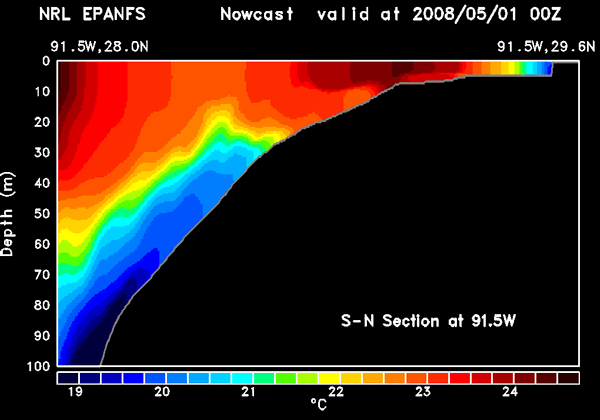 NRL EPANFS Nowcast valid at 2008/05/01 00Z
91.5W,28.0N 91.5W,29.6N
0
10
20
30
40
50
60
70
80
90
100
Depth (m)
S-N Section at 91.5W
19 20 21 22 23 24
°C